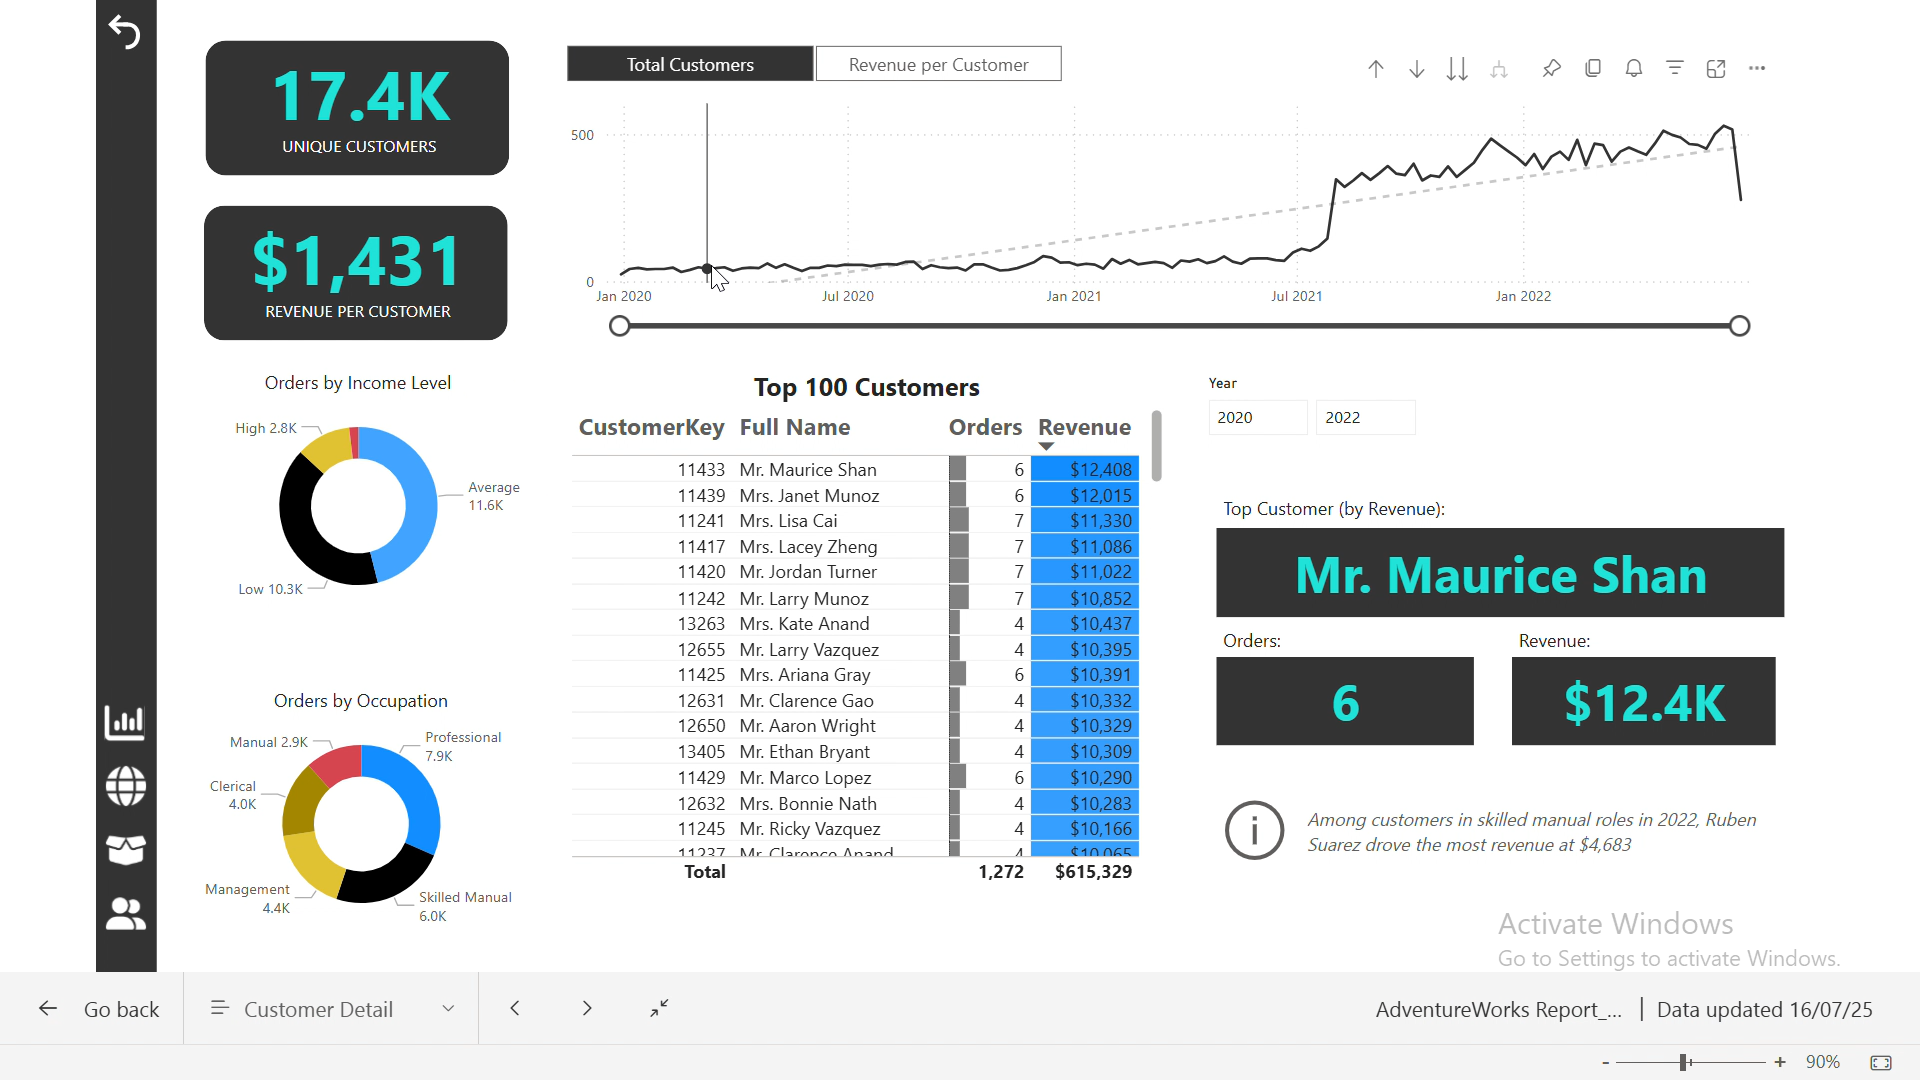 17.4K
UNIQUE CUSTOMERS
$1,431
REVENUE PER CUSTOMER
Total Customers
Revenue per Customer
500
0
Jan 2020
Jul 2020
Jan 2021
Jul 2021
Jan 2022
Orders by Income Level
High 2.8K
Average
11.6K
Low 10.3K
Orders by Occupation
Manual 2.9K
Professional
7.9K
Clerical
4.0K
Management
4.4K
Skilled Manual
6.0K
Top 100 Customers
CustomerKey Full Name Orders Revenue
11433 Mr. Maurice Shan 6 $12,408
11439 Mrs. Janet Munoz 6 $12,015
11241 Mrs. Lisa Cai 7 $11,330
11417 Mrs. Lacey Zheng 7 $11,086
11420 Mr. Jordan Turner 7 $11,022
11242 Mr. Larry Munoz 7 $10,852
13263 Mrs. Kate Anand 4 $10,437
12655 Mr. Larry Vazquez 4 $10,395
11425 Mrs. Ariana Gray 6 $10,391
12631 Mr. Clarence Gao 4 $10,332
12650 Mr. Aaron Wright 4 $10,329
13405 Mr. Ethan Bryant 4 $10,309
11429 Mr. Marco Lopez 6 $10,290
12632 Mrs. Bonnie Nath 4 $10,283
11245 Mr. Ricky Vazquez 4 $10,166
11237 Mr. Clarence Anand 4 $10,065
Total 1,272 $615,329
Year
2020
2022
Top Customer (by Revenue):
Mr. Maurice Shan
Orders:
6
Revenue:
$12.4K
Among customers in skilled manual roles in 2022, Ruben
Suarez drove the most revenue at $4,683
Activate Windows
Go to Settings to activate Windows.
Go back
Customer Detail
AdventureWorks Report_... | Data updated 16/07/25
- + 90%